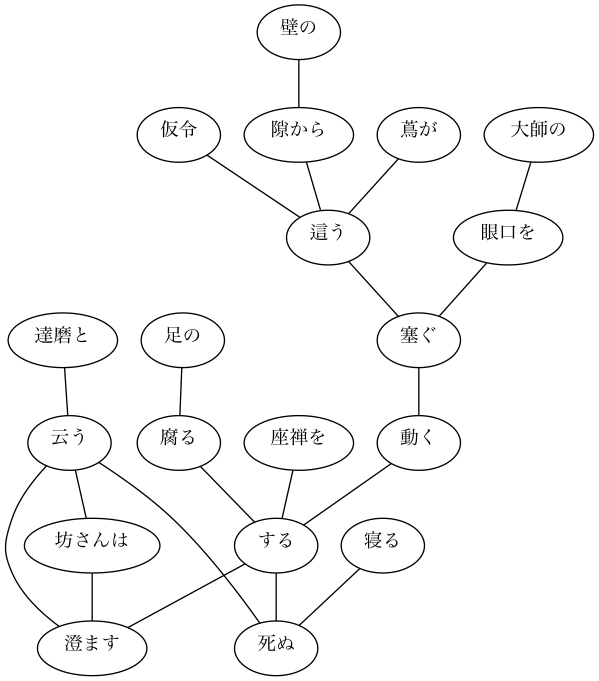 壁の
仮令 隙から 蔦が 大師の
這う 眼口を
達磨と 足の 塞ぐ
云う 腐る 座禅を 動く
坊さんは する 寝る
澄ます 死ぬ